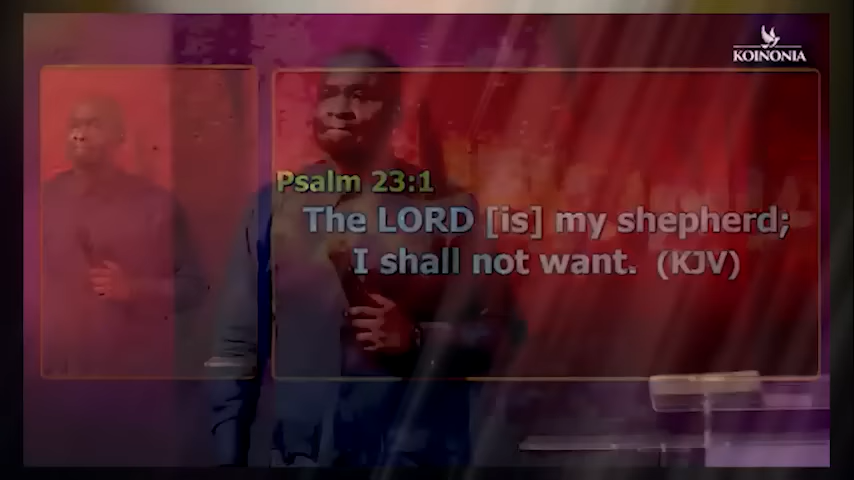 KOINONIA
Psalm 23:1
The LORD [is] my shepherd;
I shall not want. (KJV)